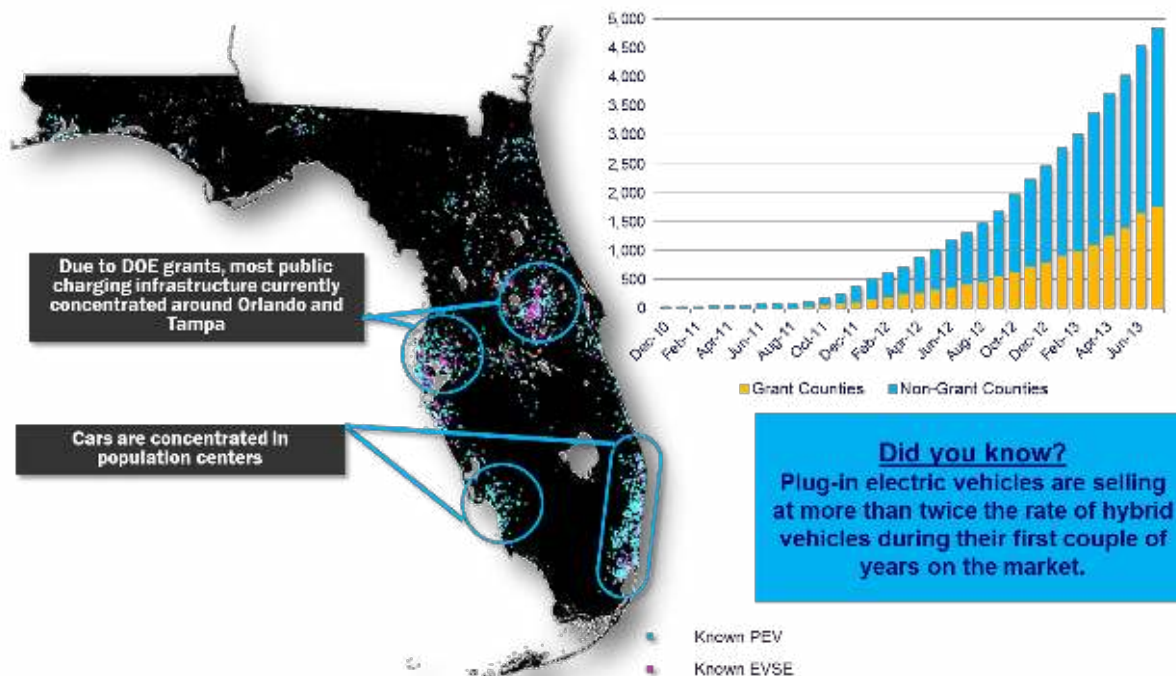 5,000
4,500
4,000
3,500
3,000
2,500
2,000
1,500
1,000
500
0
Dec-10
Feb-11
Apr-11
Jun-11
Aug-11
Oct-11
Dec-11
Feb-12
Apr-12
Jun-12
Aug-12
Oct-12
Dec-12
Feb-13
Apr-13
Jun-13
Grant Counties
Non-Grant Counties
Due to DOE grants, most public
charging infrastructure currently
concentrated around Orlando and
Tampa
Cars are concentrated in
population centers
Did you know?
Plug-in electric vehicles are selling
at more than twice the rate of hybrid
vehicles during their first couple of
years on the market.
Known PEV
Known EVSE